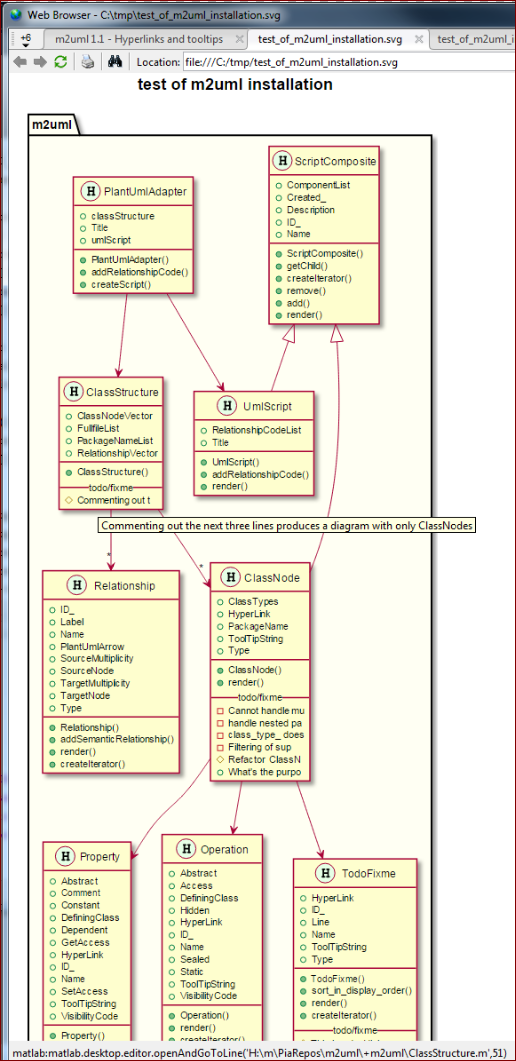 Web Browser - C:\tmp\test_of_m2uml_installation.svg
+6
m2uml 1.1 - Hyperlinks and tooltips
test_of_m2uml_installation.svg
test_of_m2uml_in
Location: file:///C:/tmp/test_of_m2uml_installation.svg
test of m2uml installation
m2uml
H ScriptComposite
ComponentList
Created_
Description
ID_
Name
ScriptComposite()
getChild()
createIterator()
remove()
add()
render()
H PlantUmlAdapter
classStructure
Title
umlScript
PlantUmlAdapter()
addRelationshipCode()
createScript()
H ClassStructure
ClassNodeVector
FullfileList
PackageNameList
RelationshipVector
ClassStructure()
todo/fixme
Commenting out t
H UmlScript
RelationshipCodeList
Title
UmlScript()
addRelationshipCode()
render()
Commenting out the next three lines produces a diagram with only ClassNodes
*
*
H Relationship
ID_
Label
Name
PlantUmlArrow
SourceMultiplicity
SourceNode
TargetMultiplicity
TargetNode
Type
Relationship()
addSemanticRelationship()
render()
createIterator()
H ClassNode
ClassTypes
HyperLink
PackageName
ToolTipString
Type
ClassNode()
render()
todo/fixme
Cannot handle mu
handle nested pa
class_type_ does
Filtering of sup
Refactor ClassN
What's the purpo
H Property
Abstract
Comment
Constant
DefiningClass
Dependent
GetAccess
HyperLink
ID_
Name
SetAccess
ToolTipString
VisibilityCode
Property()
H Operation
Abstract
Access
DefiningClass
Hidden
HyperLink
ID_
Name
Sealed
Static
ToolTipString
VisibilityCode
Operation()
render()
createIterator()
H TodoFixme
HyperLink
ID_
Line
Name
ToolTipString
Type
TodoFixme()
sort_in_display_order()
render()
createIterator()
todo/fixme
matlab:matlab.desktop.editor.openAndGoToLine('H:\m\PiaRepos\m2uml\+m2uml\ClassStructure.m',51)